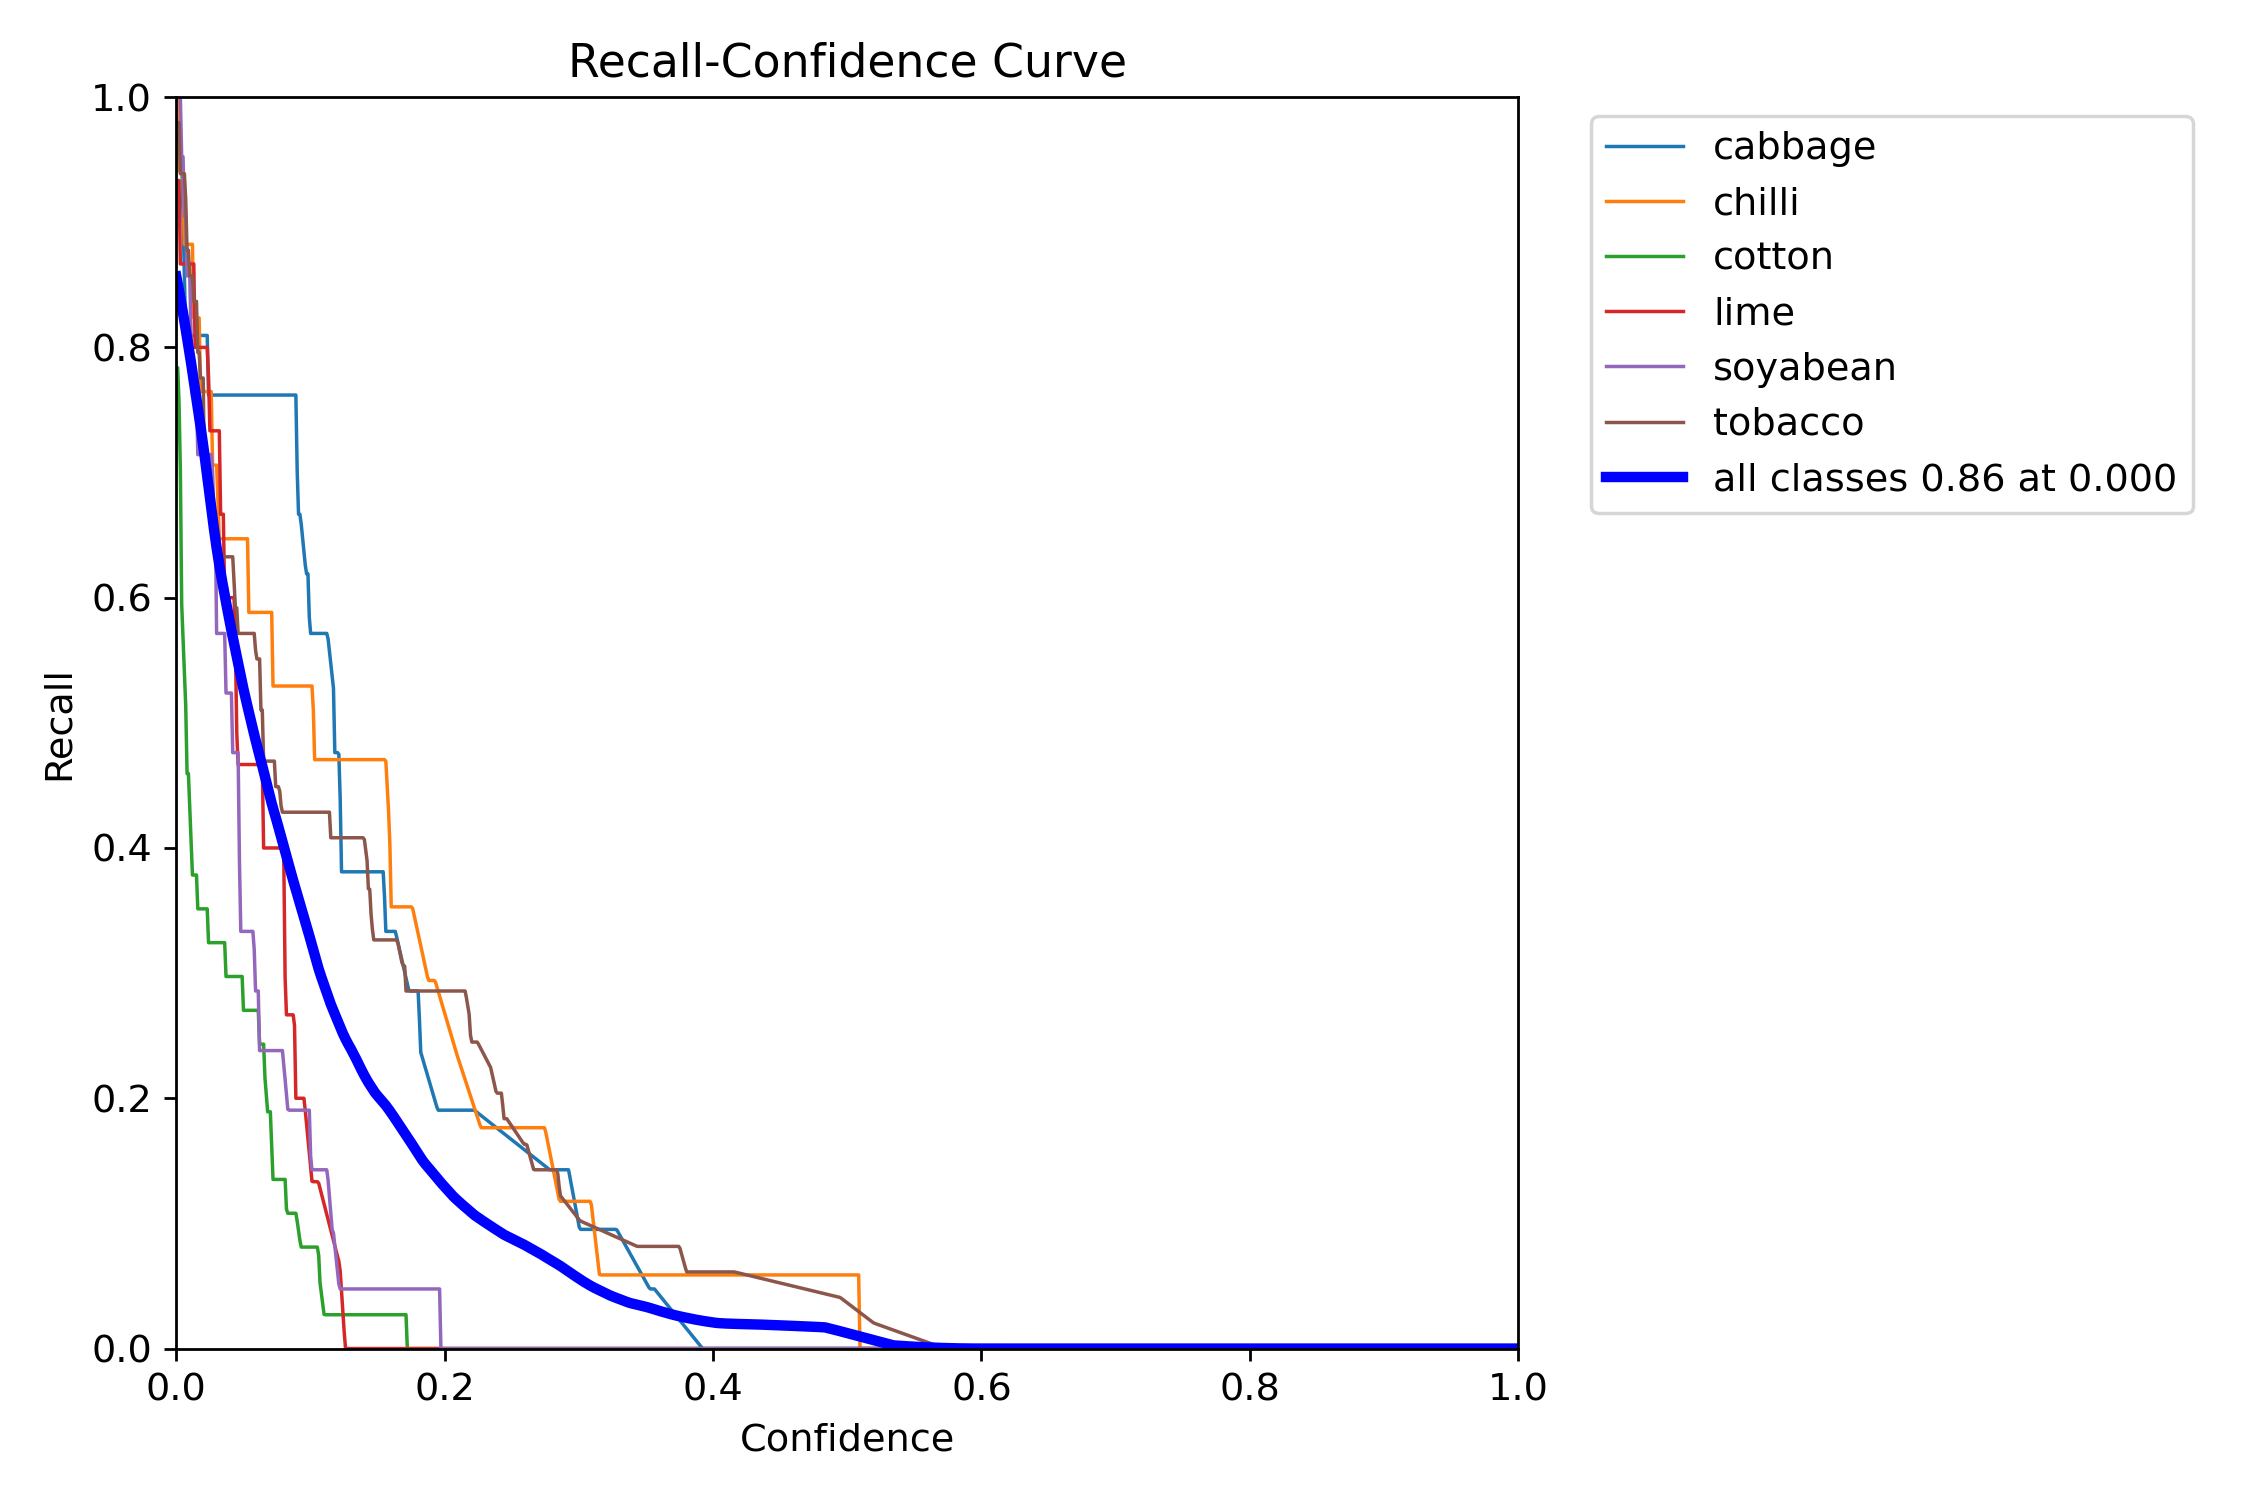 Recall-Confidence Curve
1.0
0.8
0.6
0.4
0.2
0.0
Recall
0.0 0.2 0.4 0.6 0.8 1.0
Confidence
cabbage
chilli
cotton
lime
soyabean
tobacco
all classes 0.86 at 0.000